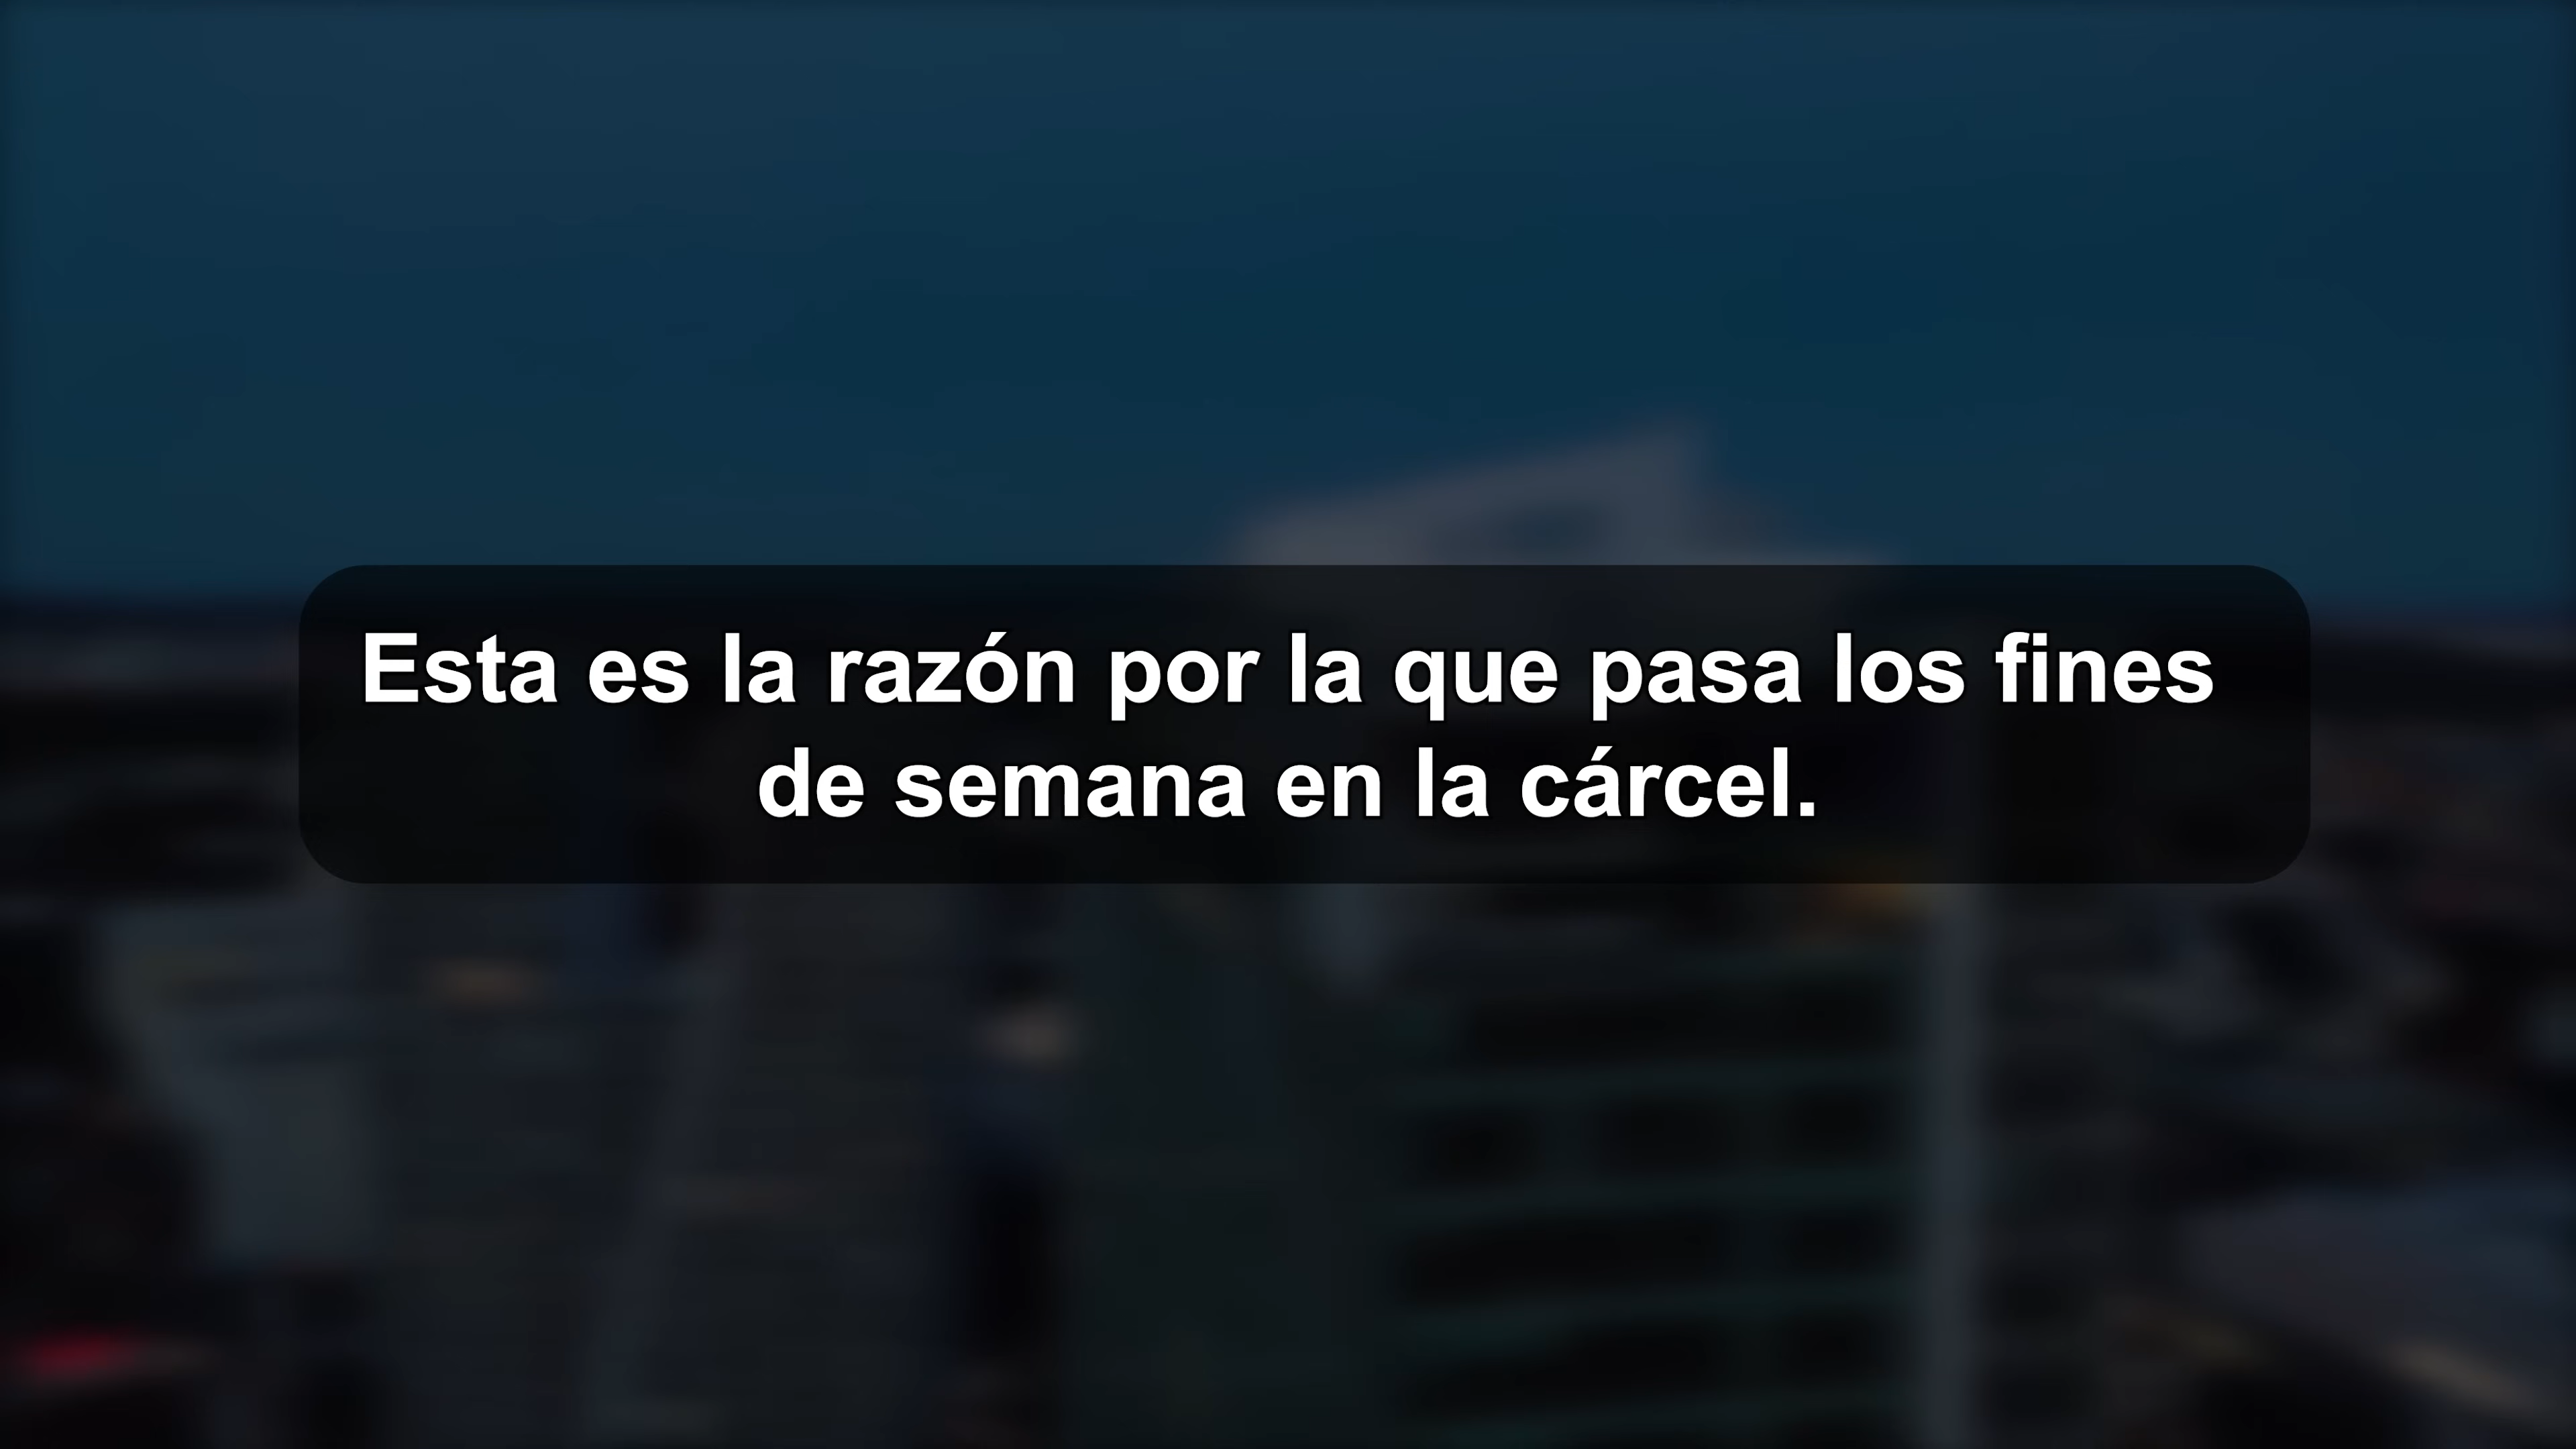 Esta es la razón por la que pasa los fines
de semana en la cárcel.